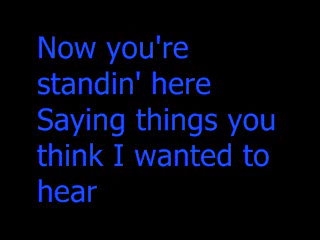 Now you're
standin' here
Saying things you
think I wanted to
hear